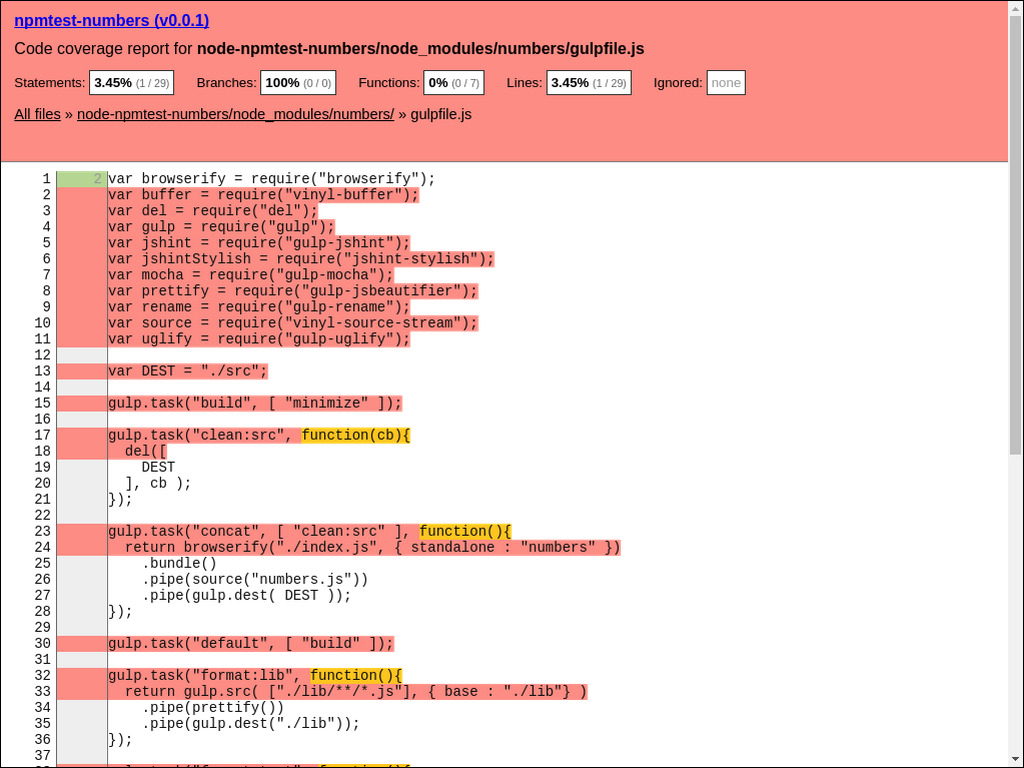 npmtest-numbers (v0.0.1)
Code coverage report for node-npmtest-numbers/node_modules/numbers/gulpfile.js
Statements: 3.45% (1 / 29) Branches: 100% (0 / 0) Functions: 0% (0 / 7) Lines: 3.45% (1 / 29) Ignored: none
All files » node-npmtest-numbers/node_modules/numbers/ » gulpfile.js
1 2 var browserify = require("browserify");
2 var buffer = require("vinyl-buffer");
3 var del = require("del");
4 var gulp = require("gulp");
5 var jshint = require("gulp-jshint");
6 var jshintStylish = require("jshint-stylish");
7 var mocha = require("gulp-mocha");
8 var prettify = require("gulp-jsbeautifier");
9 var rename = require("gulp-rename");
10 var source = require("vinyl-source-stream");
11 var uglify = require("gulp-uglify");
12
13 var DEST = "./src";
14
15 gulp.task("build", [ "minimize" ]);
16
17 gulp.task("clean:src", function(cb){
18   del([
19     DEST
20   ], cb );
21 });
22
23 gulp.task("concat", [ "clean:src" ], function(){
24   return browserify("./index.js", { standalone : "numbers" })
25     .bundle()
26     .pipe(source("numbers.js"))
27     .pipe(gulp.dest( DEST ));
28 });
29
30 gulp.task("default", [ "build" ]);
31
32 gulp.task("format:lib", function(){
33   return gulp.src( ["./lib/**/*.js"], { base : "./lib"} )
34     .pipe(prettify())
35     .pipe(gulp.dest("./lib"));
36 });
37